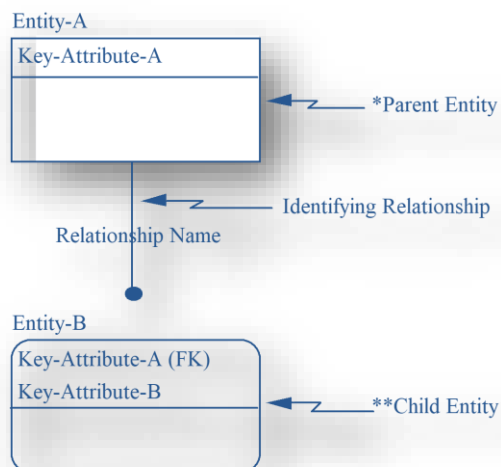 Entity-A
Key-Attribute-A
*Parent Entity
Identifying Relationship
Relationship Name
Entity-B
Key-Attribute-A (FK)
Key-Attribute-B
**Child Entity